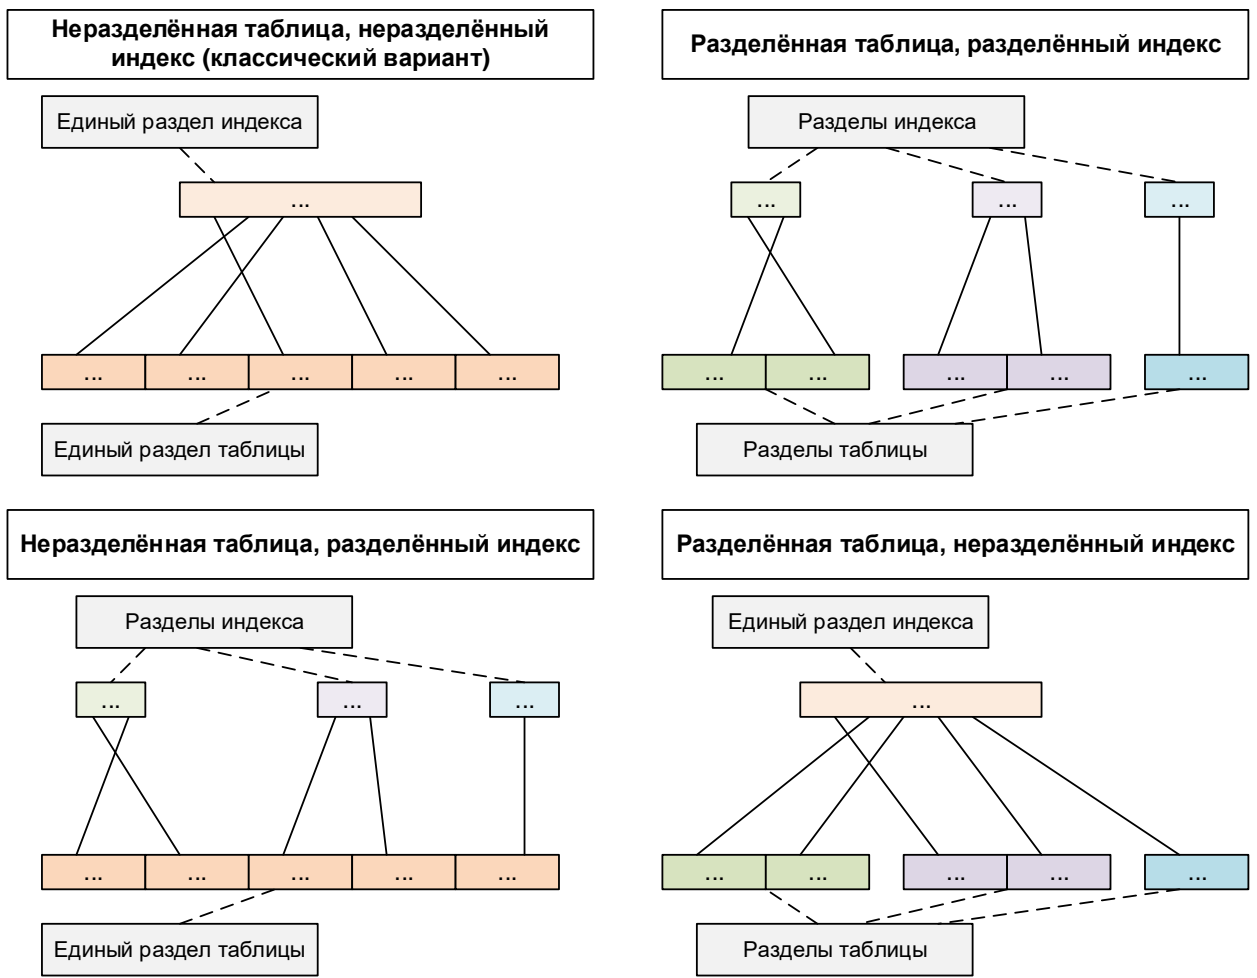 Неразделённая таблица, неразделённый
индекс (классический вариант)
Единый раздел индекса
...
... ... ... ... ...
Единый раздел таблицы
Разделённая таблица, разделённый индекс
Разделы индекса
... ... ...
... ... ... ... ...
Разделы таблицы
Неразделённая таблица, разделённый индекс
Разделы индекса
... ... ...
... ... ... ... ...
Единый раздел таблицы
Разделённая таблица, неразделённый индекс
Единый раздел индекса
...
... ... ... ... ...
Разделы таблицы